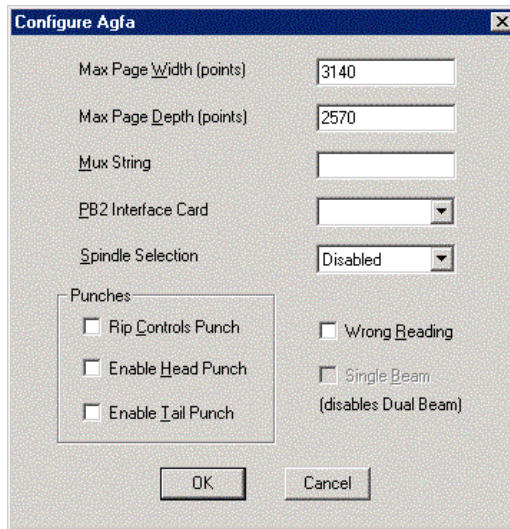 Configure Agfa
Max Page Width (points) 3140
Max Page Depth (points) 2570
Mux String
PB2 Interface Card
Spindle Selection Disabled
Punches
Rip Controls Punch Wrong Reading
Enable Head Punch Single Beam
(disables Dual Beam)
Enable Tail Punch
OK Cancel